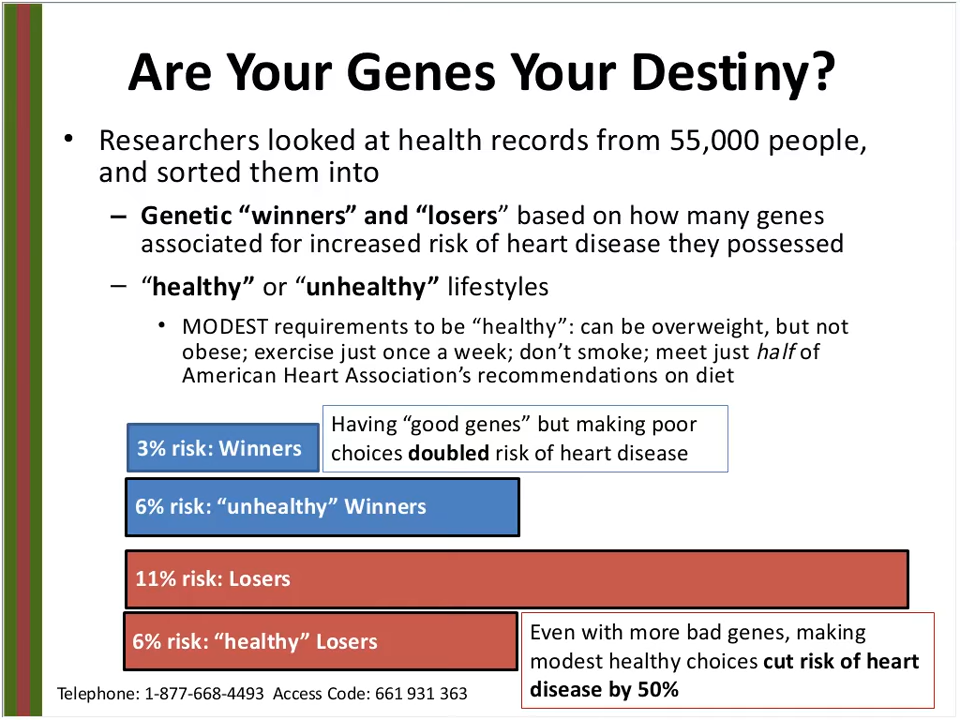 Are Your Genes Your Destiny?
• Researchers looked at health records from 55,000 people,
and sorted them into
– Genetic “winners” and “losers” based on how many genes
associated for increased risk of heart disease they possessed
– “healthy” or “unhealthy” lifestyles
• MODEST requirements to be “healthy”: can be overweight, but not
obese; exercise just once a week; don’t smoke; meet just half of
American Heart Association’s recommendations on diet
3% risk: Winners
Having “good genes” but making poor
choices doubled risk of heart disease
6% risk: “unhealthy” Winners
11% risk: Losers
6% risk: “healthy” Losers
Even with more bad genes, making
modest healthy choices cut risk of heart
disease by 50%
Telephone: 1-877-668-4493 Access Code: 661 931 363